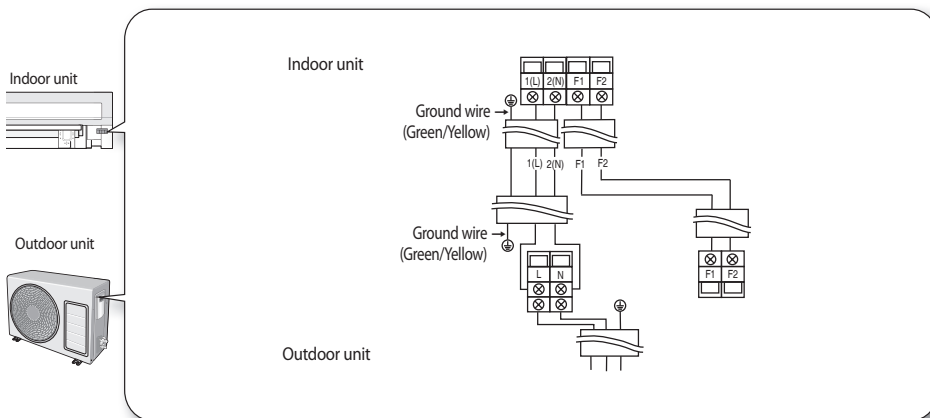 Indoor unit
Indoor unit
1(L) 2(N) F1 F2
Ground wire
(Green/Yellow)
1(L) 2(N) F1 F2
Outdoor unit
Ground wire
(Green/Yellow)
L N
F1 F2
Outdoor unit